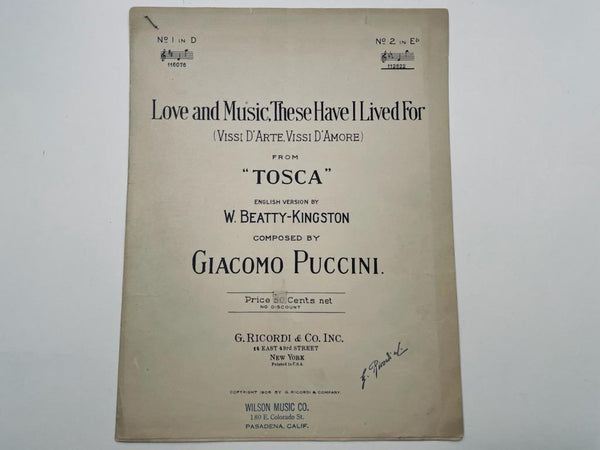 Nº 1 IN D
116076
Nº 2 IN E♭
112622
Love and Music, These Have I Lived For
(VISSI D'ARTE, VISSI D'AMORE)
FROM
"TOSCA"
ENGLISH VERSION BY
W. BEATTY-KINGSTON
COMPOSED BY
GIACOMO PUCCINI.
Price 50 Cents net
NO DISCOUNT
G. RICORDI & CO. INC.
14 EAST 43RD STREET
NEW YORK
Printed in U.S.A.
COPYRIGHT 1905 BY G. RICORDI & COMPANY.
WILSON MUSIC CO.
180 E. Colorado St.
PASADENA, CALIF.